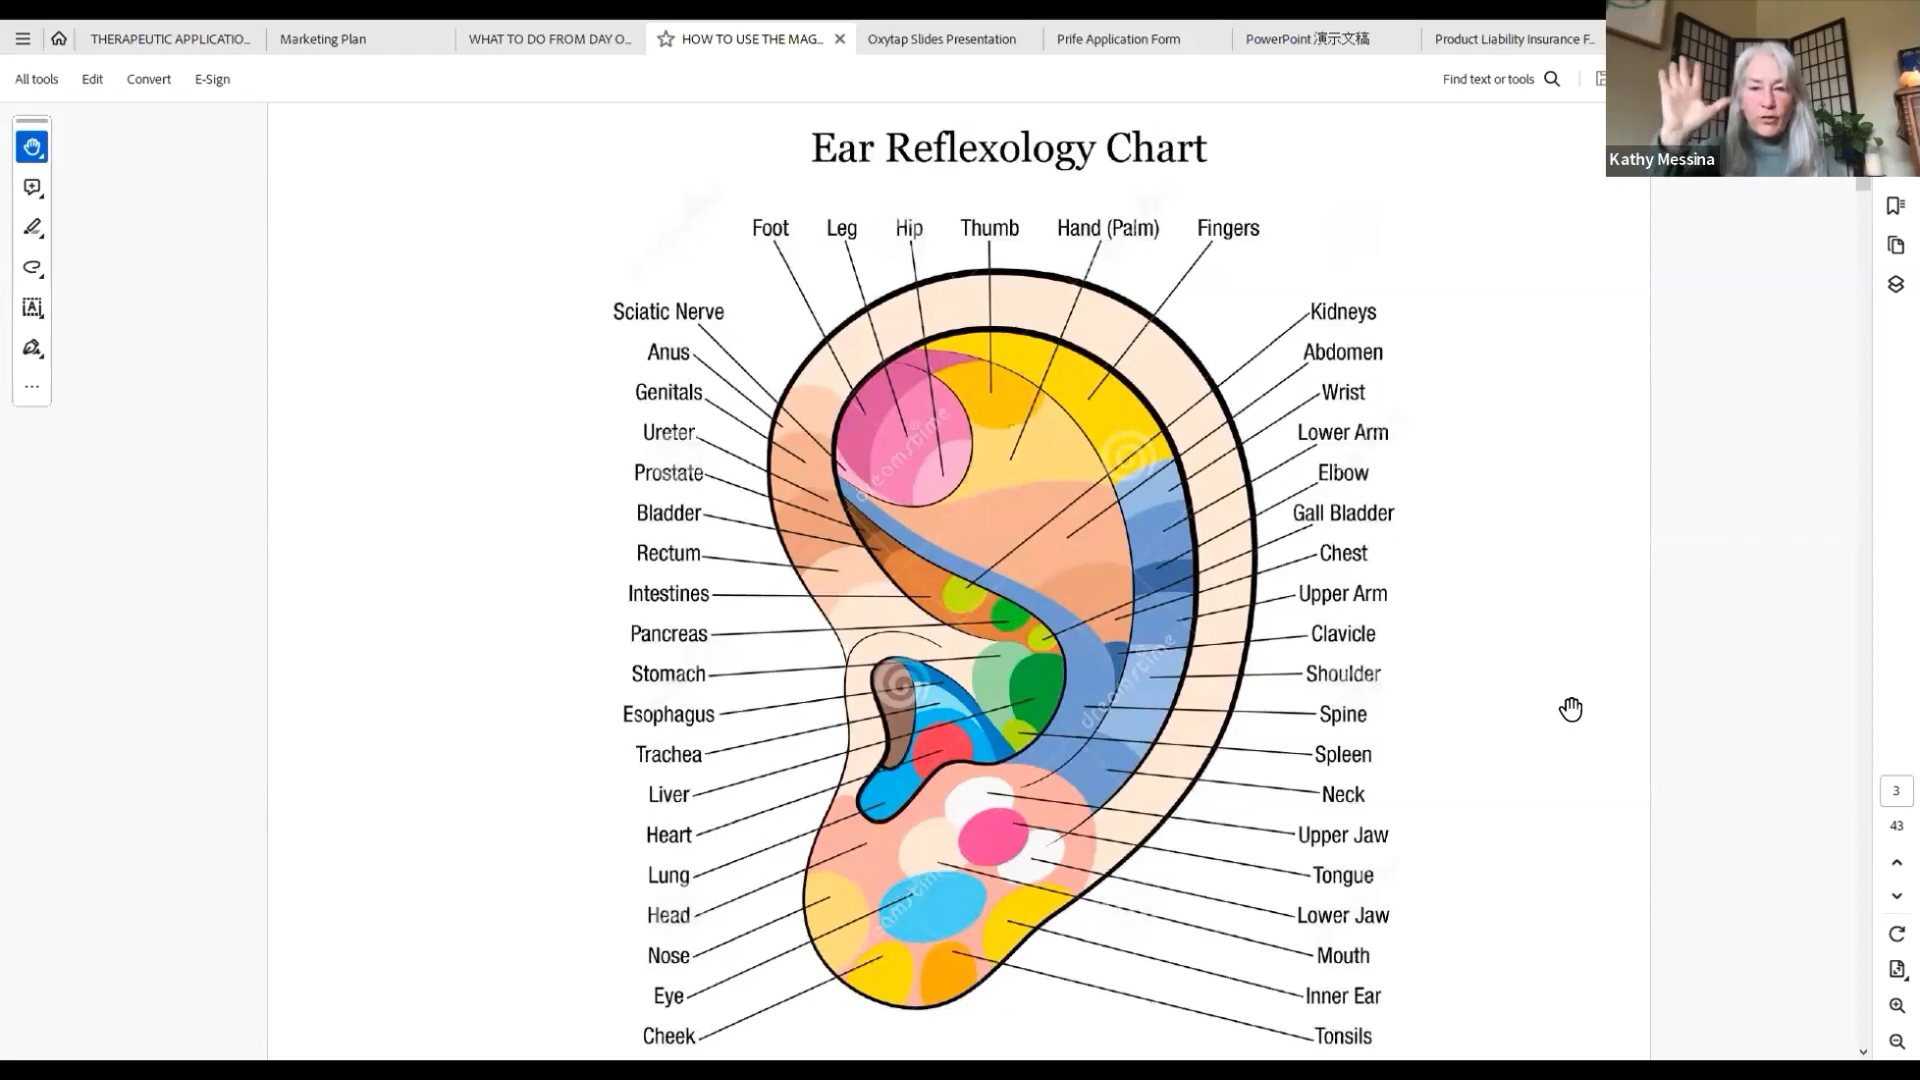 THERAPEUTIC APPLICATIO...
Marketing Plan
WHAT TO DO FROM DAY O...
HOW TO USE THE MAG...
Oxytap Slides Presentation
Prife Application Form
PowerPoint 演示文稿
Product Liability Insurance F...
All tools
Edit
Convert
E-Sign
Find text or tools
Kathy Messina
Ear Reflexology Chart
Foot
Leg
Hip
Thumb
Hand (Palm)
Fingers
Sciatic Nerve
Anus
Genitals
Ureter
Prostate
Bladder
Rectum
Intestines
Pancreas
Stomach
Esophagus
Trachea
Liver
Heart
Lung
Head
Nose
Eye
Cheek
Kidneys
Abdomen
Wrist
Lower Arm
Elbow
Gall Bladder
Chest
Upper Arm
Clavicle
Shoulder
Spine
Spleen
Neck
Upper Jaw
Tongue
Lower Jaw
Mouth
Inner Ear
Tonsils
dreamstime
dreamstime
dreamstime
3
43